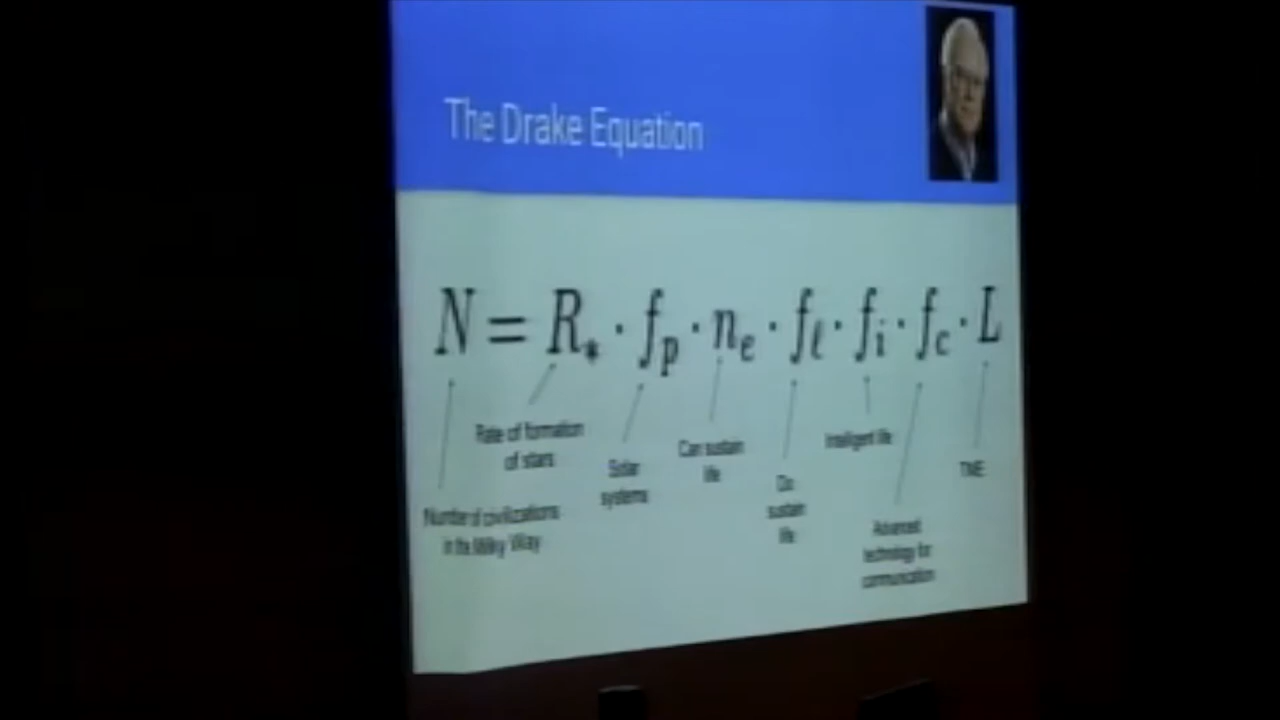 The Drake Equation
N = R* · fp · ne · fℓ · fi · fc · L
Rate of formation
of stars
Number of civilizations
in the Milky Way
Solar
systems
Can sustain
life
Do
sustain
life
Intelligent life
Advanced
technology for
communication
TIME